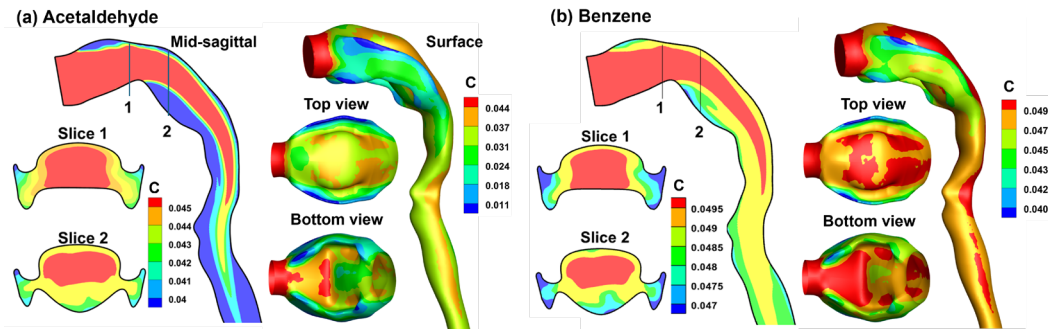 (a) Acetaldehyde
Mid-sagittal
Surface
1
2
C
0.044
0.037
0.031
0.024
0.018
0.011
Top view
Slice 1
C
0.045
0.044
0.043
0.042
0.041
0.04
Slice 2
Bottom view
(b) Benzene
1
2
C
0.049
0.047
0.045
0.043
0.042
0.040
Top view
Slice 1
C
0.0495
0.049
0.0485
0.048
0.0475
0.047
Slice 2
Bottom view